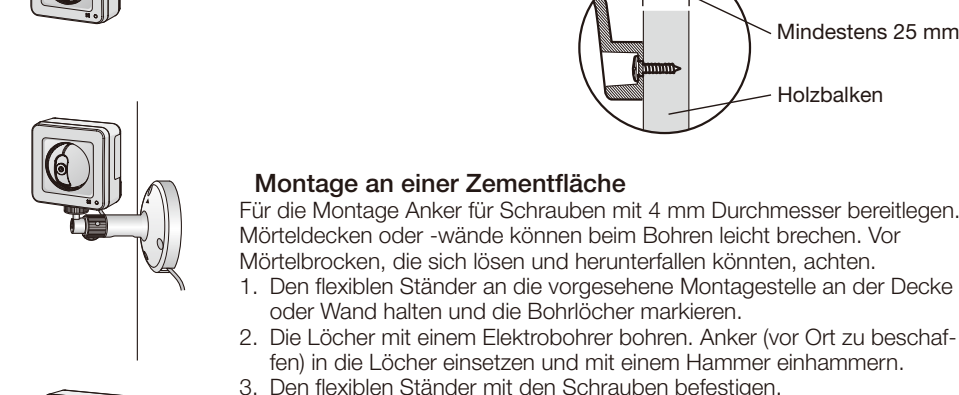 Mindestens 25 mm
Holzbalken
Montage an einer Zementfläche
Für die Montage Anker für Schrauben mit 4 mm Durchmesser bereitlegen.
Mörteldecken oder -wände können beim Bohren leicht brechen. Vor
Mörtelbrocken, die sich lösen und herunterfallen könnten, achten.
1. Den flexiblen Ständer an die vorgesehene Montagestelle an der Decke
oder Wand halten und die Bohrlöcher markieren.
2. Die Löcher mit einem Elektrobohrer bohren. Anker (vor Ort zu beschaf-
fen) in die Löcher einsetzen und mit einem Hammer einhammern.
3. Den flexiblen Ständer mit den Schrauben befestigen.